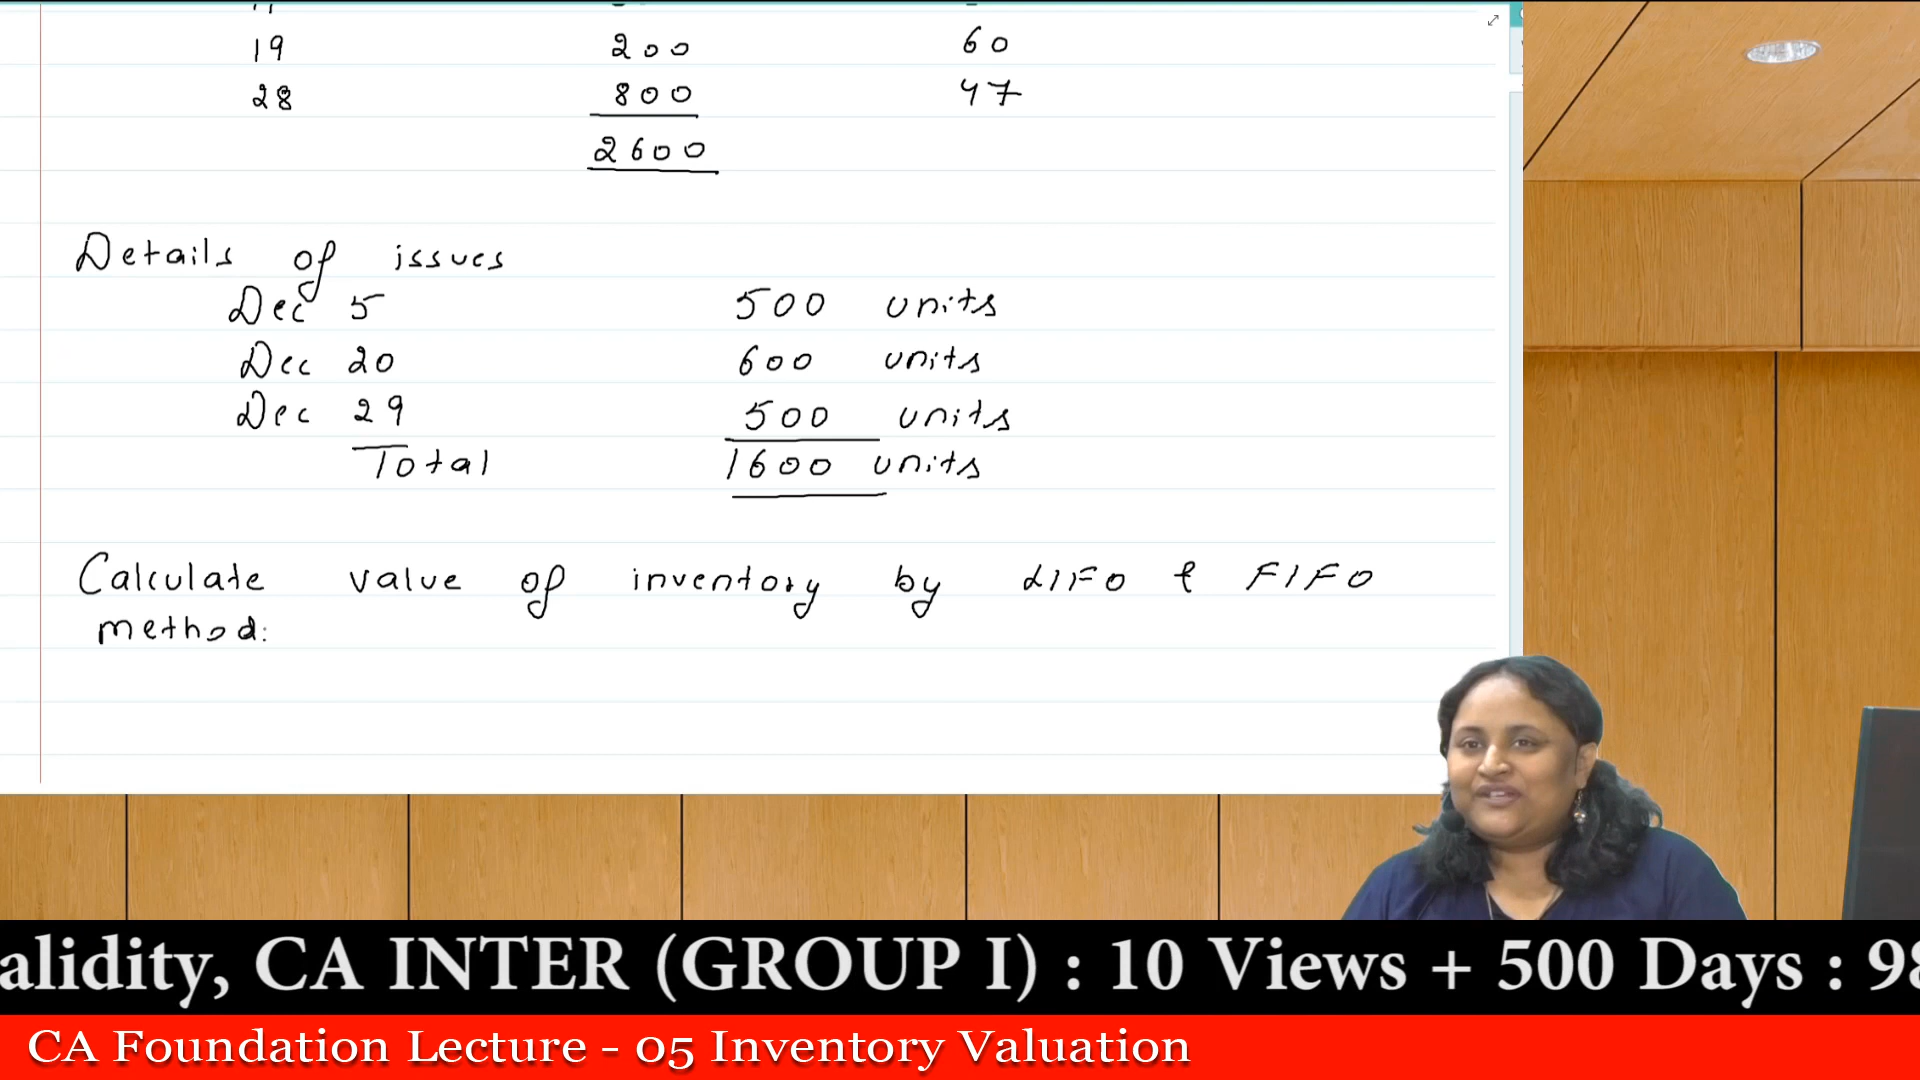 19 200 60
28 800 47
2600
Details of issues
Dec 5 500 units
Dec 20 600 units
Dec 29 500 units
Total 1600 units
Calculate value of inventory by LIFO & FIFO
method:
alidity, CA INTER (GROUP I) : 10 Views + 500 Days : 98
CA Foundation Lecture - 05 Inventory Valuation